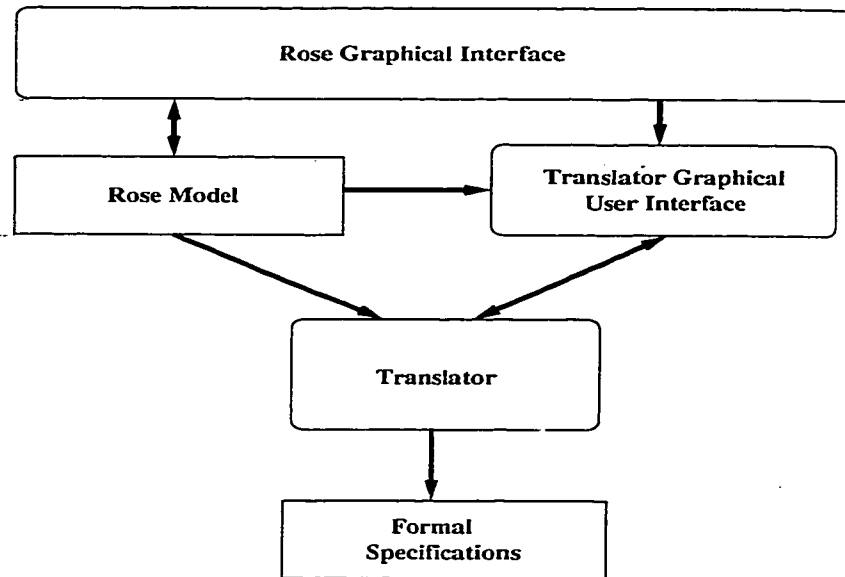 Rose Graphical Interface
Rose Model
Translator Graphical
User Interface
Translator
Formal
Specifications